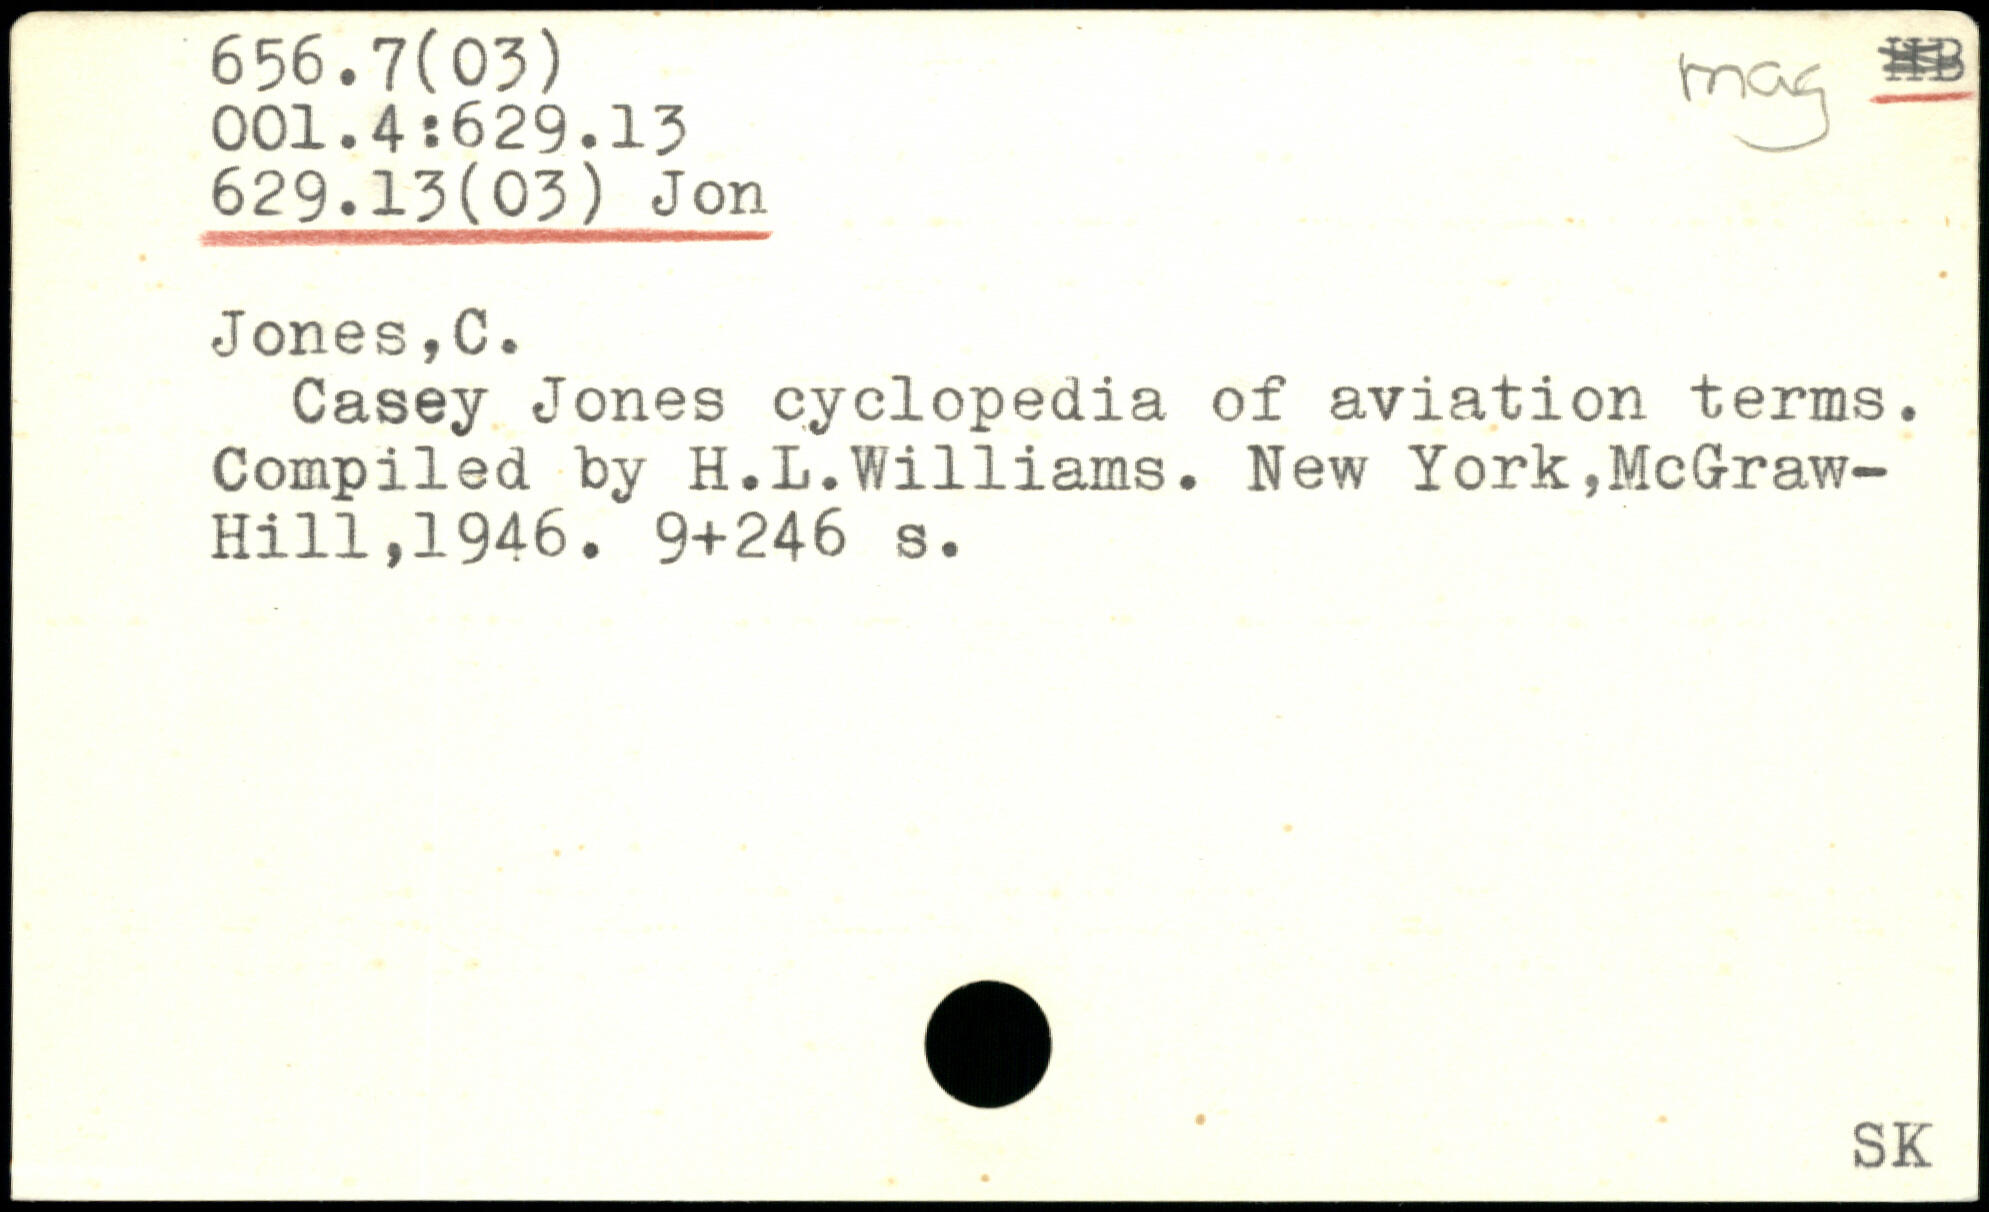 656.7(03)
mag HB
001.4:629.13
629.13(03) Jon
Jones,C.
Casey Jones cyclopedia of aviation terms.
Compiled by H.L.Williams. New York,McGraw-
Hill,1946. 9+246 s.
SK